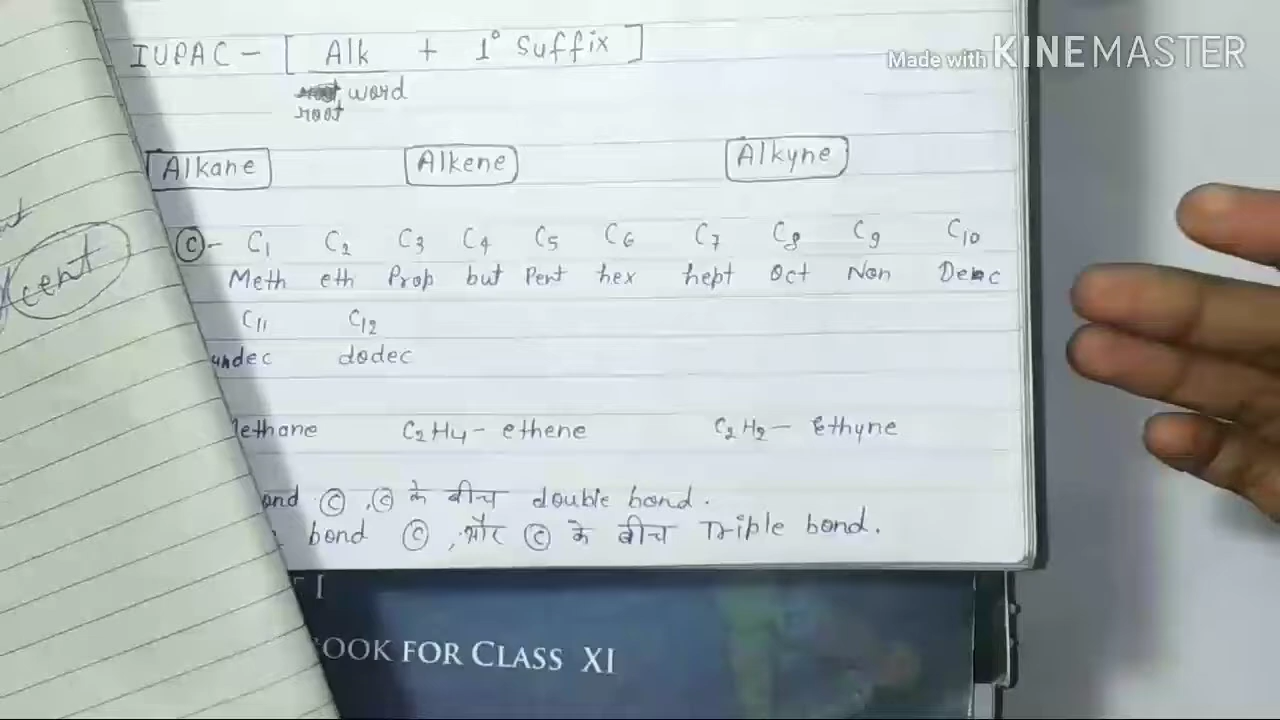 IUPAC - [ Alk + 1° Suffix ]
word
root
Made with KINEMASTER
Alkane Alkene Alkyne
C - C1 C2 C3 C4 C5 C6 C7 C8 C9 C10
Meth eth Prop but Pent hex hept Oct Non Dec
C11 C12
undec dodec
cent
ethane C2H4 - ethene C2H2 - Ethyne
ond C , C के बीच double bond.
bond C , और C के बीच Triple bond.
OOK FOR CLASS XI